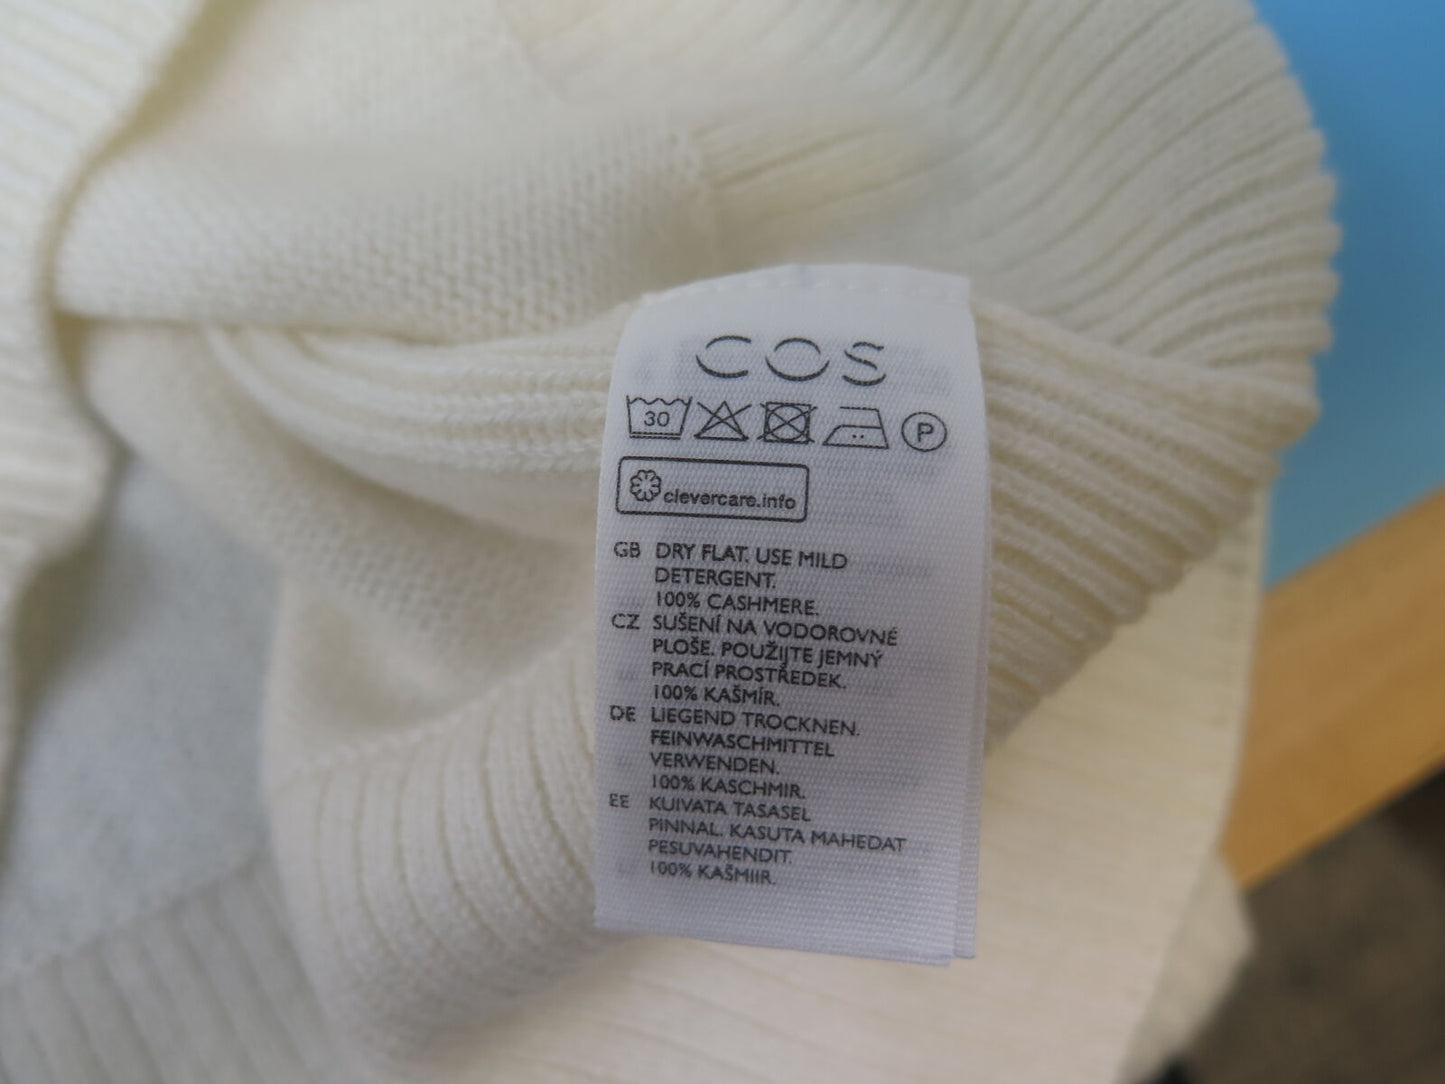 COS
30 P
clevercare.info
GB DRY FLAT. USE MILD
DETERGENT.
100% CASHMERE.
CZ SUŠENÍ NA VODOROVNÉ
PLOŠE. POUŽIJTE JEMNÝ
PRACÍ PROSTŘEDEK.
100% KAŠMÍR.
DE LIEGEND TROCKNEN.
FEINWASCHMITTEL
VERWENDEN.
100% KASCHMIR.
EE KUIVATA TASASEL
PINNAL. KASUTA MAHEDAT
PESUVAHENDIT.
100% KAŠMIIR.